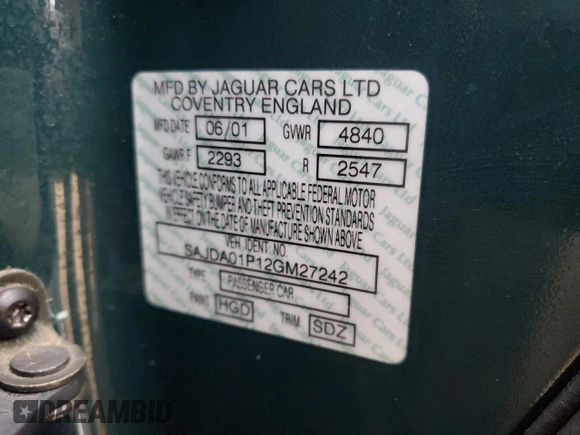 MFD BY JAGUAR CARS LTD
COVENTRY ENGLAND
MFD DATE 06/01 GVWR 4840
GAWR F 2293 R 2547
THIS VEHICLE CONFORMS TO ALL APPLICABLE FEDERAL MOTOR
VEHICLE SAFETY BUMPER AND THEFT PREVENTION STANDARDS
IN EFFECT ON THE DATE OF MANUFACTURE SHOWN ABOVE
VEH. IDENT NO.
SAJDA01P12GM27242
TYPE PASSENGER CAR
PAINT HGD TRIM SDZ
DREAMBID